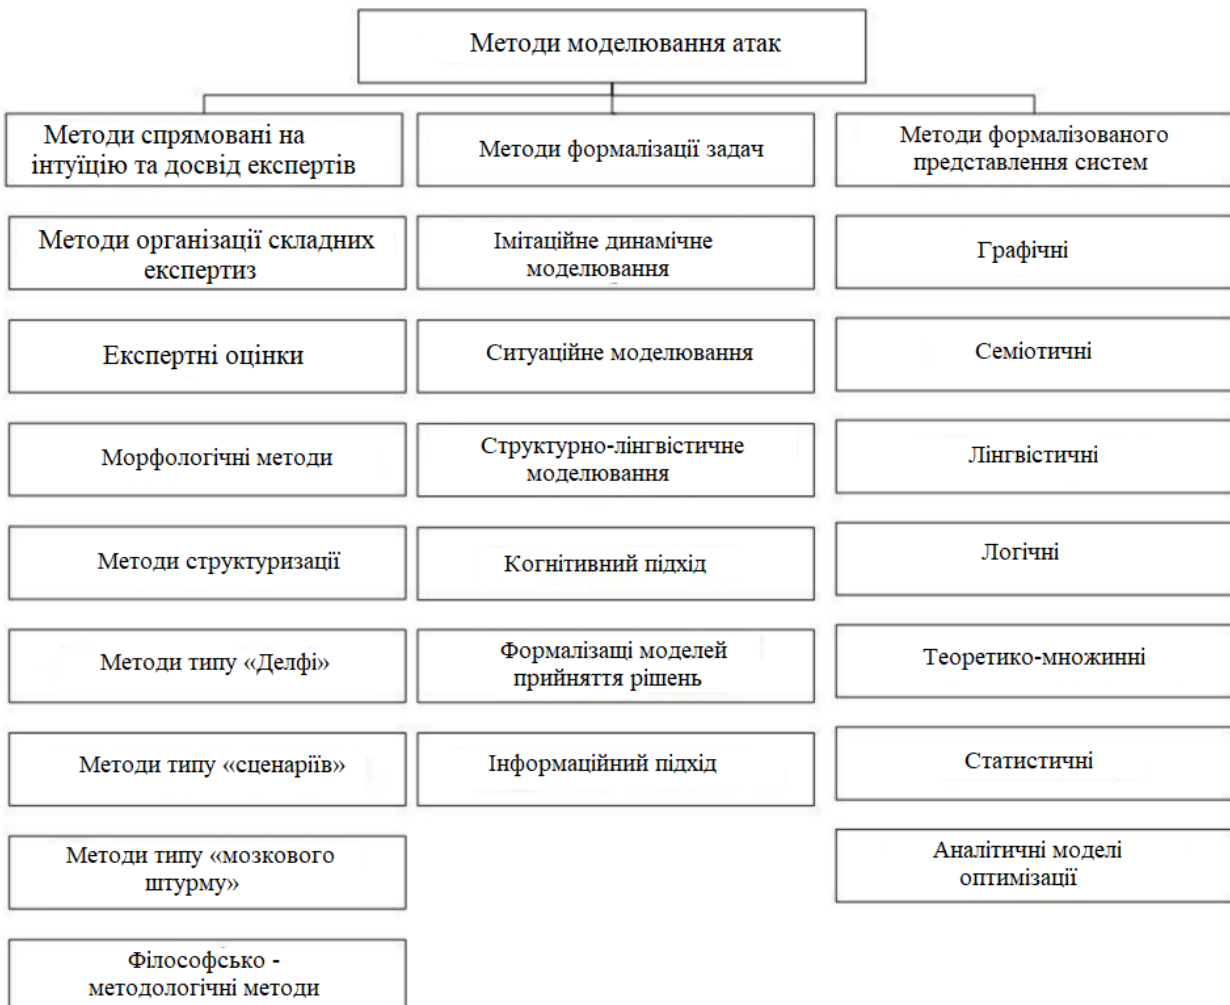 Методи моделювання атак
Методи спрямовані на
інтуїцію та досвід експертів
Методи організації складних
експертиз
Експертні оцінки
Морфологічні методи
Методи структуризації
Методи типу «Делфі»
Методи типу «сценаріїв»
Методи типу «мозкового
штурму»
Філософсько -
методологічні методи
Методи формалізації задач
Імітаційне динамічне
моделювання
Ситуаційне моделювання
Структурно-лінгвістичне
моделювання
Когнітивний підхід
Формалізащі моделей
прийняття рішень
Інформаційний підхід
Методи формалізованого
представлення систем
Графічні
Семіотичні
Лінгвістичні
Логічні
Теоретико-множинні
Статистичні
Аналітичні моделі
оптимізації